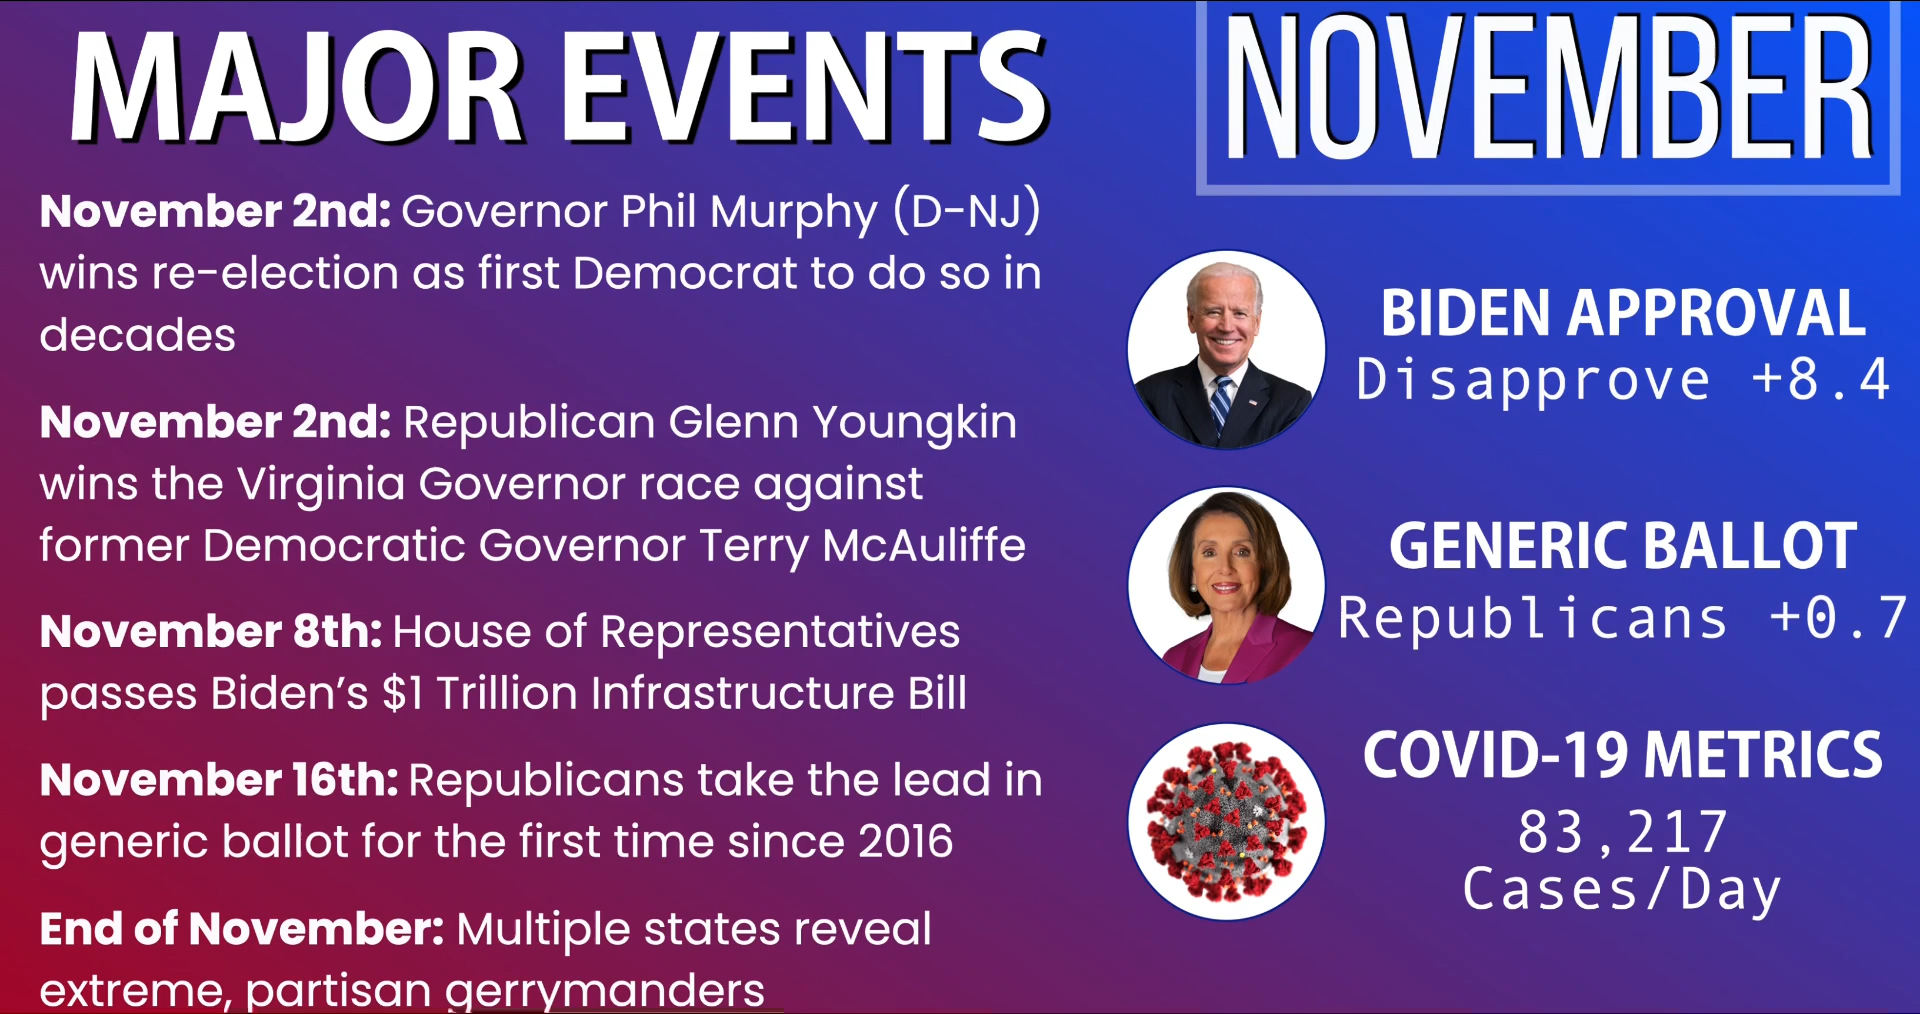 MAJOR EVENTS
November 2nd: Governor Phil Murphy (D-NJ)
wins re-election as first Democrat to do so in
decades
November 2nd: Republican Glenn Youngkin
wins the Virginia Governor race against
former Democratic Governor Terry McAuliffe
November 8th: House of Representatives
passes Biden’s $1 Trillion Infrastructure Bill
November 16th: Republicans take the lead in
generic ballot for the first time since 2016
End of November: Multiple states reveal
extreme, partisan gerrymanders
NOVEMBER
BIDEN APPROVAL
Disapprove +8.4
GENERIC BALLOT
Republicans +0.7
COVID-19 METRICS
83,217
Cases/Day